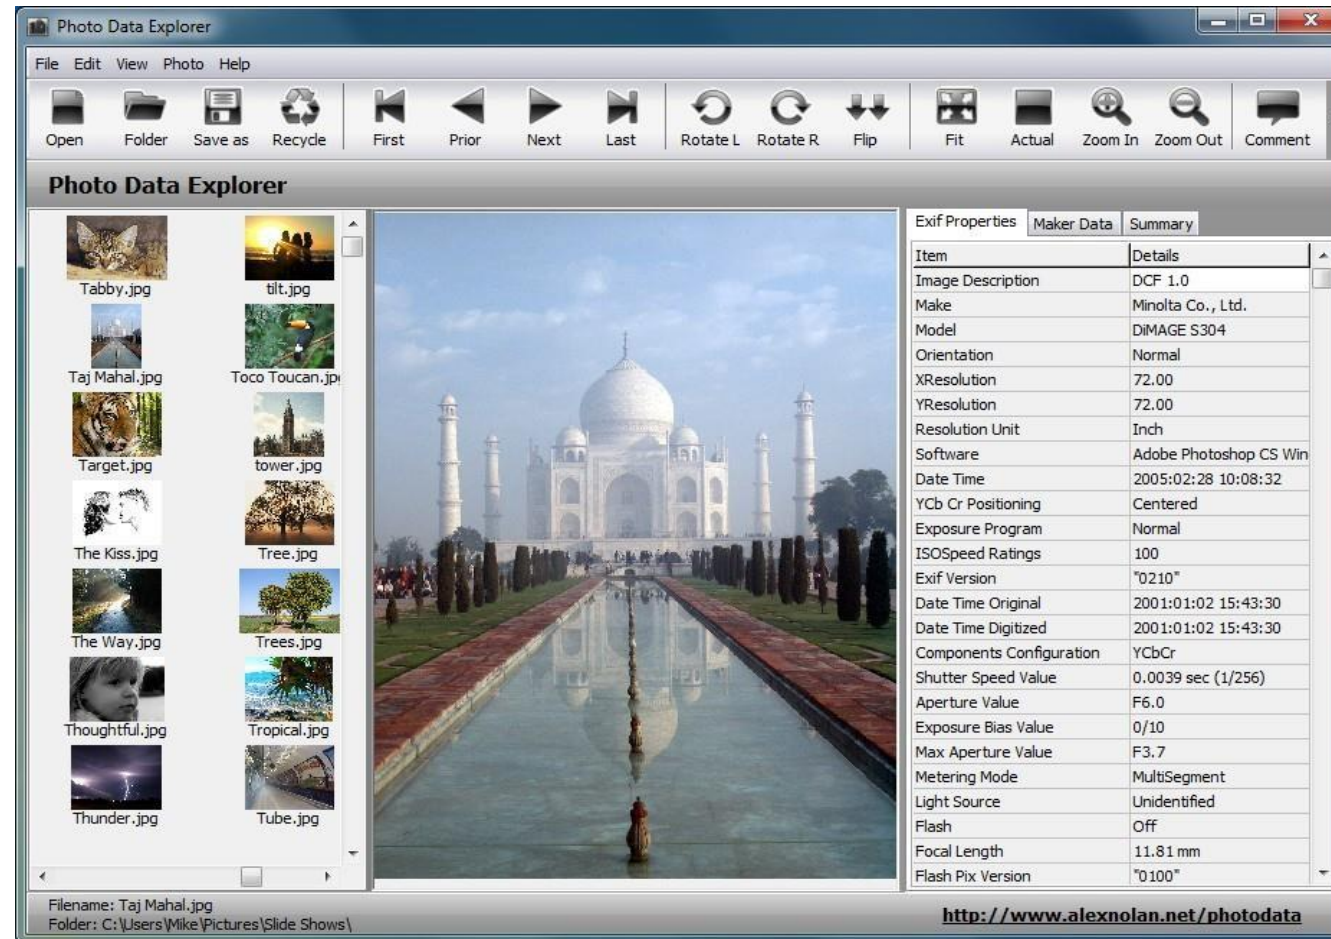 Photo Data Explorer
File Edit View Photo Help
Open Folder Save as Recycle First Prior Next Last Rotate L Rotate R Flip Fit Actual Zoom In Zoom Out Comment
Photo Data Explorer
Tabby.jpg tilt.jpg
Taj Mahal.jpg Toco Toucan.jp
Target.jpg tower.jpg
The Kiss.jpg Tree.jpg
The Way.jpg Trees.jpg
Thoughtful.jpg Tropical.jpg
Thunder.jpg Tube.jpg
Exif Properties Maker Data Summary
Item Details
Image Description DCF 1.0
Make Minolta Co., Ltd.
Model DiMAGE S304
Orientation Normal
XResolution 72.00
YResolution 72.00
Resolution Unit Inch
Software Adobe Photoshop CS Win
Date Time 2005:02:28 10:08:32
YCb Cr Positioning Centered
Exposure Program Normal
ISOSpeed Ratings 100
Exif Version "0210"
Date Time Original 2001:01:02 15:43:30
Date Time Digitized 2001:01:02 15:43:30
Components Configuration YCbCr
Shutter Speed Value 0.0039 sec (1/256)
Aperture Value F6.0
Exposure Bias Value 0/10
Max Aperture Value F3.7
Metering Mode MultiSegment
Light Source Unidentified
Flash Off
Focal Length 11.81 mm
Flash Pix Version "0100"
Filename: Taj Mahal.jpg
Folder: C:\Users\Mike\Pictures\Slide Shows\
http://www.alexnolan.net/photodata